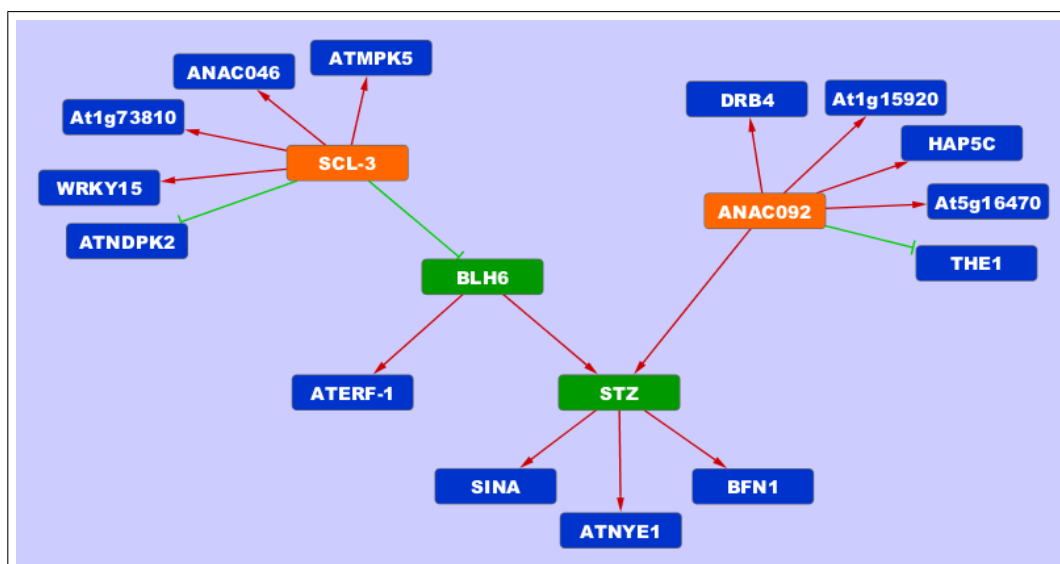 ATMPK5
ANAC046
At1g73810
SCL-3
WRKY15
ATNDPK2
DRB4
At1g15920
HAP5C
At5g16470
ANAC092
THE1
BLH6
ATERF-1
STZ
SINA
BFN1
ATNYE1